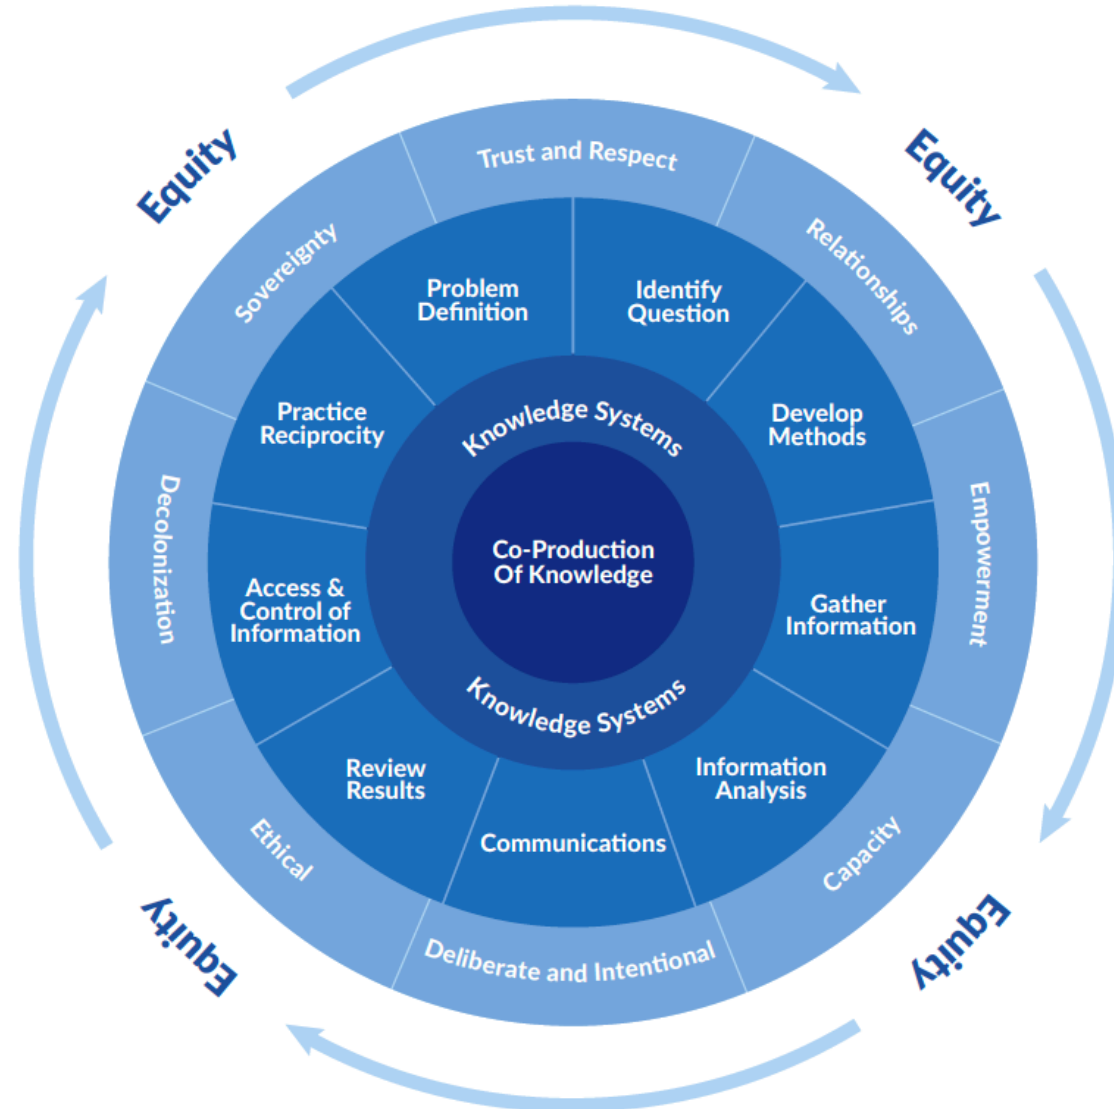 Equity
Equity
Equity
Equity
Trust and Respect
Relationships
Empowerment
Capacity
Deliberate and Intentional
Ethical
Decolonization
Sovereignty
Problem
Definition
Identify
Question
Develop
Methods
Gather
Information
Information
Analysis
Communications
Review
Results
Access &
Control of
Information
Practice
Reciprocity
Knowledge Systems
Co-Production
Of Knowledge
Knowledge Systems